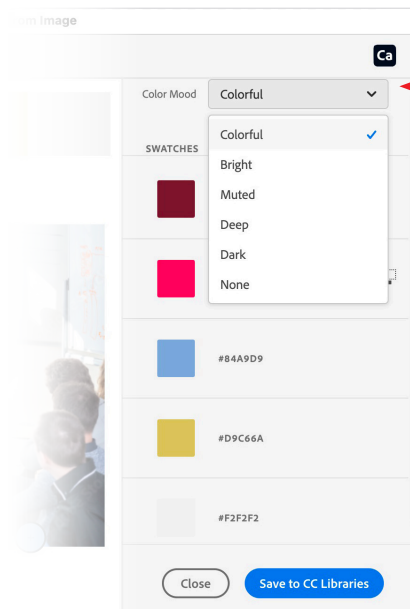 Image
Ca
Color Mood
Colorful
Colorful
SWATCHES
Bright
Muted
Deep
Dark
None
#84A9D9
#D9C66A
#F2F2F2
Close
Save to CC Libraries